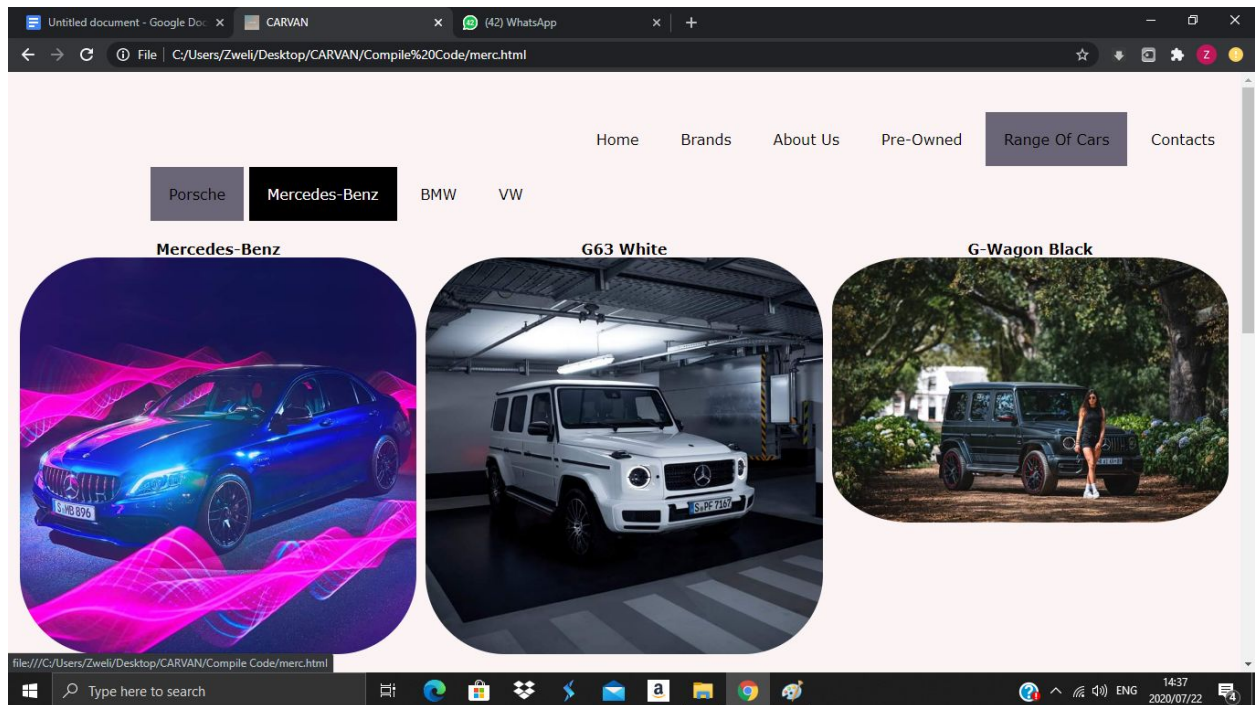 Untitled document - Google Doc
CARVAN
(42) WhatsApp
File | C:/Users/Zweli/Desktop/CARVAN/Compile%20Code/merc.html
Z
Home Brands About Us Pre-Owned Range Of Cars Contacts
Porsche Mercedes-Benz BMW VW
Mercedes-Benz G63 White G-Wagon Black
S MB 896
S PF 7167
file:///C:/Users/Zweli/Desktop/CARVAN/Compile Code/merc.html
Type here to search
a
ENG
14:37
2020/07/22
4